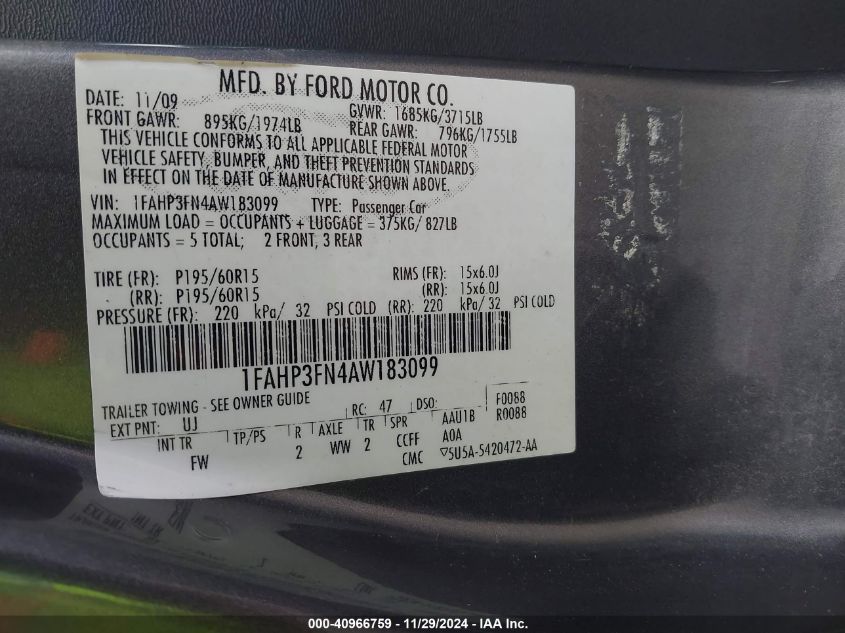 MFD. BY FORD MOTOR CO.
DATE: 11/09 GVWR: 1685KG/3715LB
FRONT GAWR: 895KG/1974LB REAR GAWR: 796KG/1755LB
THIS VEHICLE CONFORMS TO ALL APPLICABLE FEDERAL MOTOR
VEHICLE SAFETY, BUMPER, AND THEFT PREVENTION STANDARDS
IN EFFECT ON THE DATE OF MANUFACTURE SHOWN ABOVE.
VIN: 1FAHP3FN4AW183099 TYPE: Passenger Car
MAXIMUM LOAD = OCCUPANTS + LUGGAGE = 375KG/ 827LB
OCCUPANTS = 5 TOTAL; 2 FRONT, 3 REAR
TIRE (FR): P195/60R15 RIMS (FR): 15x6.0J
(RR): P195/60R15 (RR): 15x6.0J
PRESSURE (FR): 220 kPa/ 32 PSI COLD (RR): 220 kPa/ 32 PSI COLD
1FAHP3FN4AW183099
TRAILER TOWING - SEE OWNER GUIDE
EXT PNT: UJ RC: 47 DSO: F0088
INT TR TP/PS R AXLE TR SPR AAU1B R0088
FW 2 WW 2 CCFF A0A
CMC ▽5U5A-5420472-AA
000-40966759 - 11/29/2024 - IAA Inc.